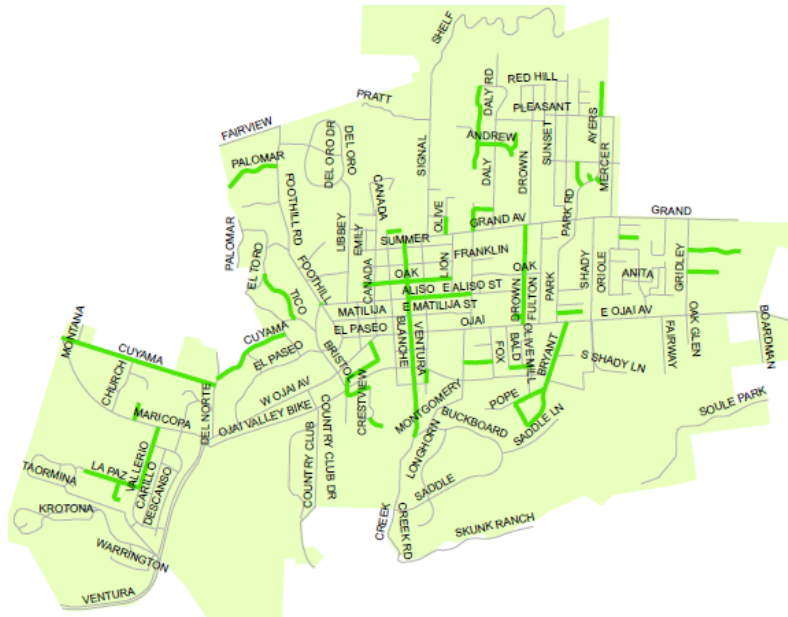 SHELF
RED HILL
DALY RD
PRATT
PLEASANT
FAIRVIEW
AYERS
ANDREW
SUNSET
DEL ORO DR
DEL ORO
SIGNAL
PALOMAR
MERCER
DALY
DROWN
CANADA
FOOTHILL RD
PARK RD
OLIVE
GRAND AV
GRAND
PALOMAR
LIBBEY
EMILY
SUMMER
FRANKLIN
LION
EL TORO
FOOTHILL
CANADA
OAK
OAK
SHADY
ORIOLE
ANITA
GRIDLEY
ALISO
E ALISO ST
TICO
PARK
MATILIJA
E MATILIJA ST
DROWN
FULTON
E OJAI AV
MONTANA
CUYAMA
EL PASEO
OJAI
OAK GLEN
BOARDMAN
CUYAMA
EL PASEO
BRISTOL
BLANCHE
VENTURA
FOX
BALD
OLIVE MILL
BRYANT
FAIRWAY
S SHADY LN
CHURCH
W OJAI AV
CRESTVIEW
POPE
SOULE PARK
MARICOPA
DEL NORTE
OJAI VALLEY BIKE
MONTGOMERY
BUCKBOARD
SADDLE LN
COUNTRY CLUB
COUNTRY CLUB DR
LONGHORN
LA PAZ
VALLERIO
CARILLO
DESCANSO
TAORMINA
SADDLE
KROTONA
CREEK
CREEK RD
SKUNK RANCH
WARRINGTON
VENTURA